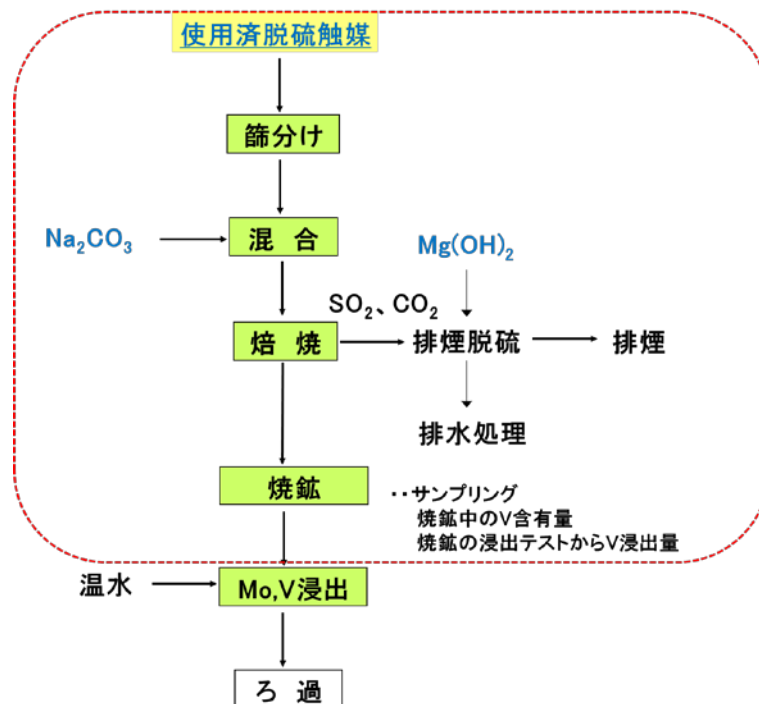 使用済脱硫触媒
篩分け
Na₂CO₃
混 合
Mg(OH)₂
SO₂、CO₂
焙 焼
排煙脱硫
排煙
排水処理
焼鉱
‥サンプリング
焼鉱中のV含有量
焼鉱の浸出テストからV浸出量
温水
Mo,V浸出
ろ 過